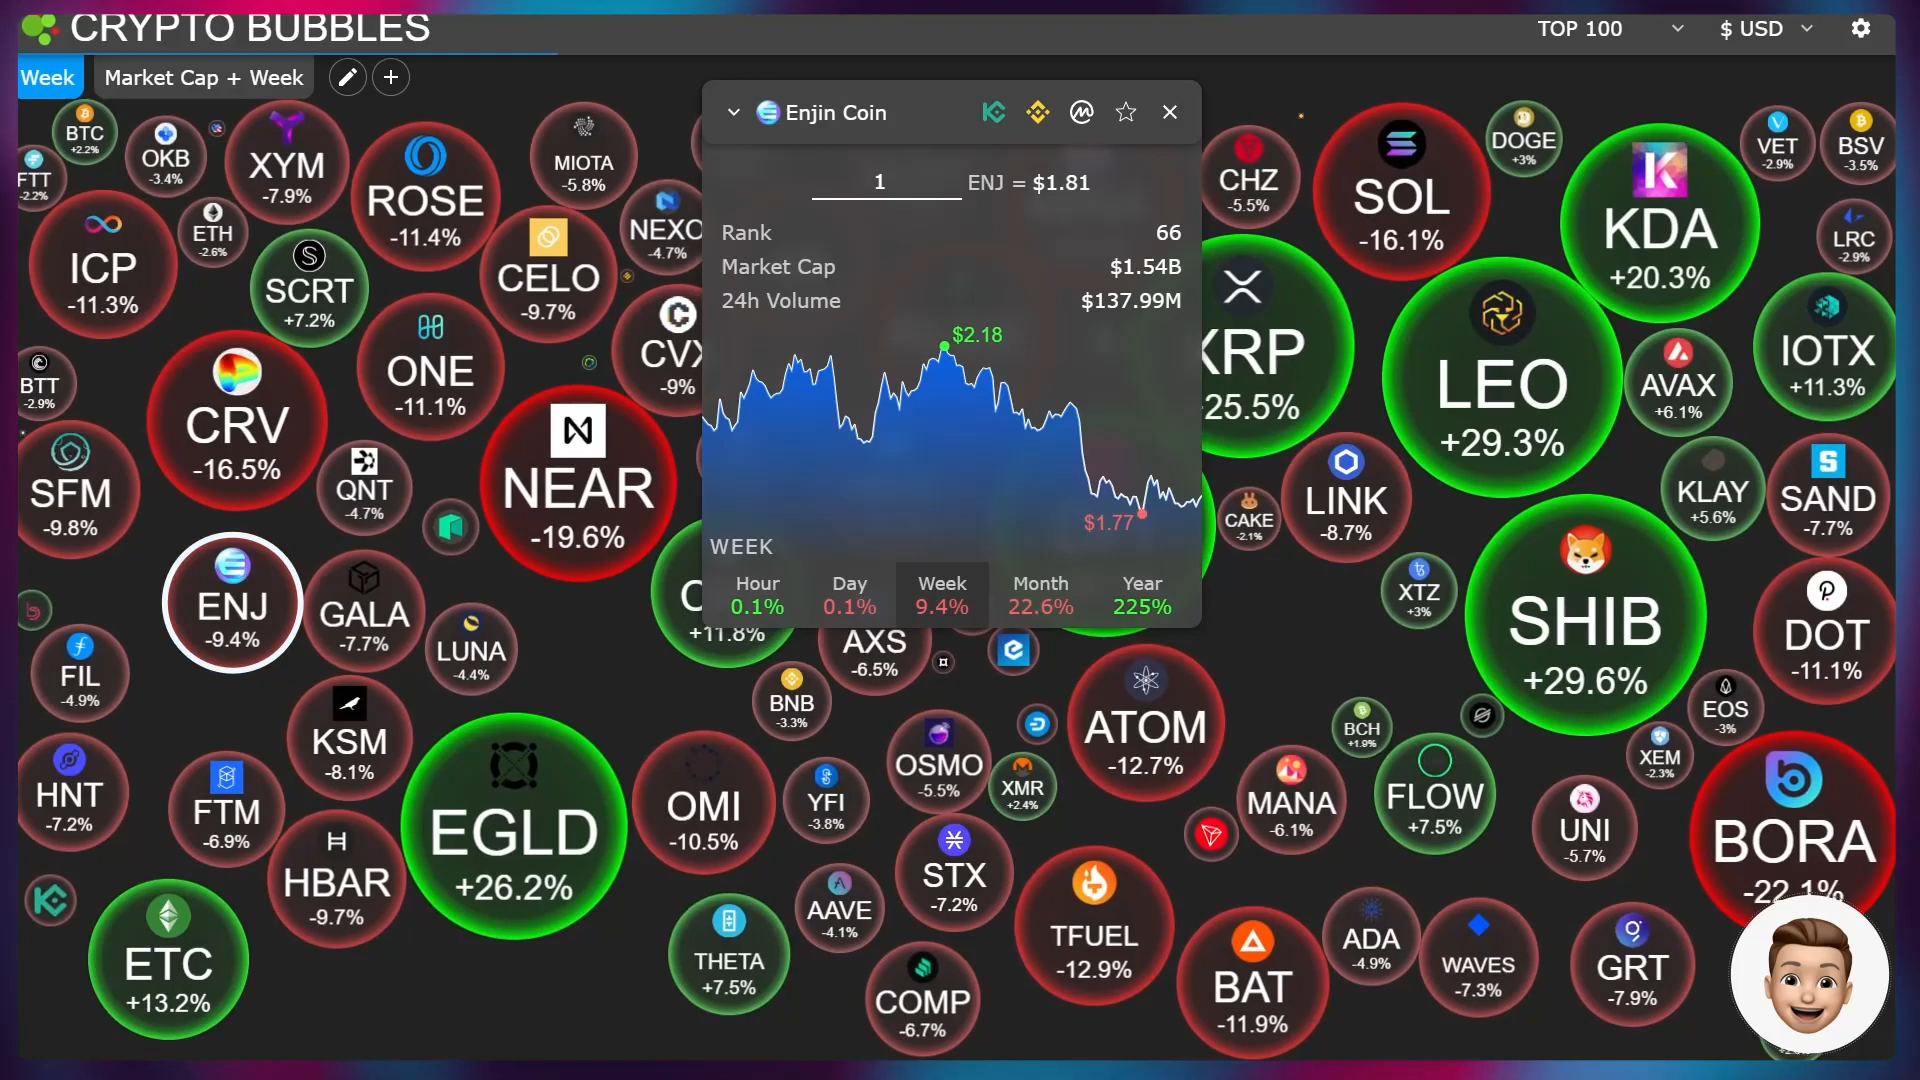 CRYPTO BUBBLES
TOP 100
$ USD
Week
Market Cap + Week
Enjin Coin
1
ENJ = $1.81
Rank
66
Market Cap
$1.54B
24h Volume
$137.99M
$2.18
$1.77
WEEK
Hour
Day
Week
Month
Year
0.1%
0.1%
9.4%
22.6%
225%
BTC
+2.2%
OKB
-3.4%
FTT
-2.2%
XYM
-7.9%
ROSE
-11.4%
MIOTA
-5.8%
NEXO
-4.7%
ICP
-11.3%
ETH
-2.6%
SCRT
+7.2%
CELO
-9.7%
ONE
-11.1%
CVX
-9%
BTT
-2.9%
CRV
-16.5%
NEAR
-19.6%
SFM
-9.8%
QNT
-4.7%
ENJ
-9.4%
GALA
-7.7%
LUNA
-4.4%
FIL
-4.9%
KSM
-8.1%
HNT
-7.2%
FTM
-6.9%
HBAR
-9.7%
EGLD
+26.2%
ETC
+13.2%
+11.8%
AXS
-6.5%
BNB
-3.3%
OMI
-10.5%
YFI
-3.8%
OSMO
-5.5%
XMR
+2.4%
ATOM
-12.7%
STX
-7.2%
AAVE
-4.1%
THETA
+7.5%
COMP
-6.7%
TFUEL
-12.9%
BAT
-11.9%
CHZ
-5.5%
SOL
-16.1%
DOGE
+3%
KDA
+20.3%
VET
-2.9%
BSV
-3.5%
LRC
-2.9%
XRP
25.5%
LEO
+29.3%
AVAX
+6.1%
IOTX
+11.3%
LINK
-8.7%
CAKE
-2.1%
KLAY
+5.6%
SAND
-7.7%
XTZ
+3%
SHIB
+29.6%
DOT
-11.1%
EOS
-3%
BCH
+1.9%
XEM
-2.3%
MANA
-6.1%
FLOW
+7.5%
UNI
-5.7%
BORA
-22.1%
ADA
-4.9%
WAVES
-7.3%
GRT
-7.9%